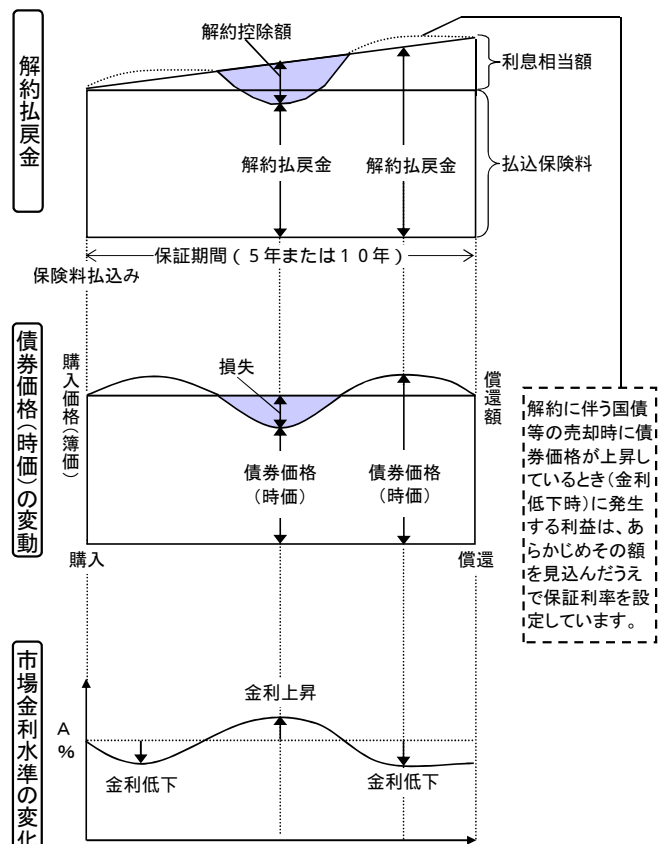 解約払戻金
解約控除額
利息相当額
解約払戻金
解約払戻金
払込保険料
保証期間（５年または１０年）
保険料払込み
債券価格（時価）の変動
購入価格（簿価）
損失
債券価格
（時価）
債券価格
（時価）
償還額
購入
償還
解約に伴う国債
等の売却時に債
券価格が上昇し
ているとき（金利
低下時）に発生
する利益は、あ
らかじめその額
を見込んだうえ
で保証利率を設
定しています。
市場金利水準の変化
A
%
金利上昇
金利低下
金利低下